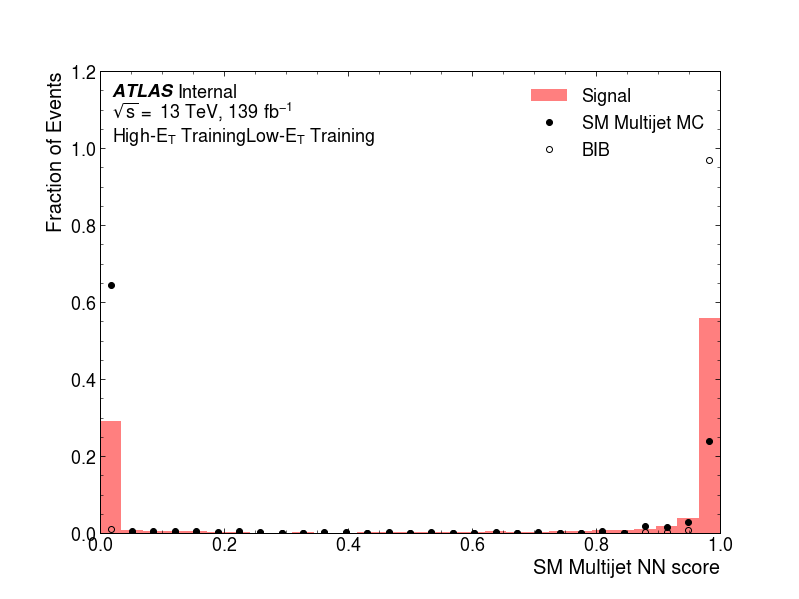 Fraction of Events
1.2
1.0
0.8
0.6
0.4
0.2
0.0
ATLAS Internal
√s = 13 TeV, 139 fb⁻¹
High-E_T TrainingLow-E_T Training
Signal
SM Multijet MC
BIB
0.0 0.2 0.4 0.6 0.8 1.0
SM Multijet NN score